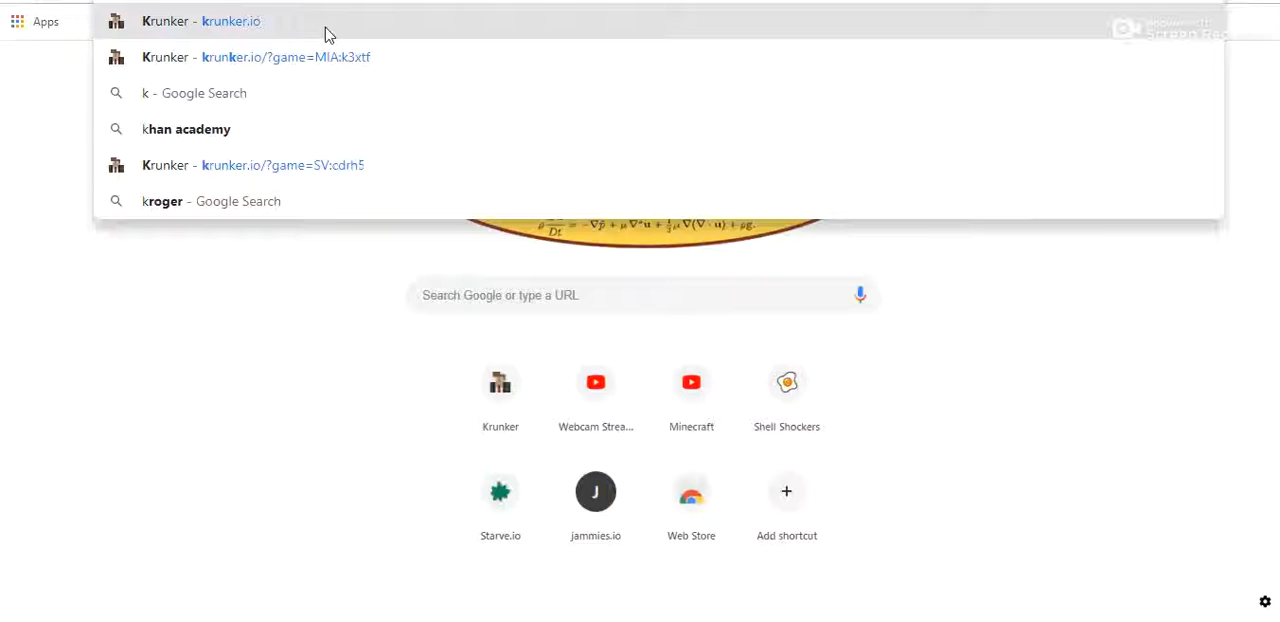 Apps
Krunker - krunker.io
Krunker - krunker.io/?game=MIA:k3xtf
k - Google Search
khan academy
Krunker - krunker.io/?game=SV:cdrh5
kroger - Google Search
Search Google or type a URL
Krunker
Webcam Strea...
Minecraft
Shell Shockers
Starve.io
J
jammies.io
Web Store
Add shortcut